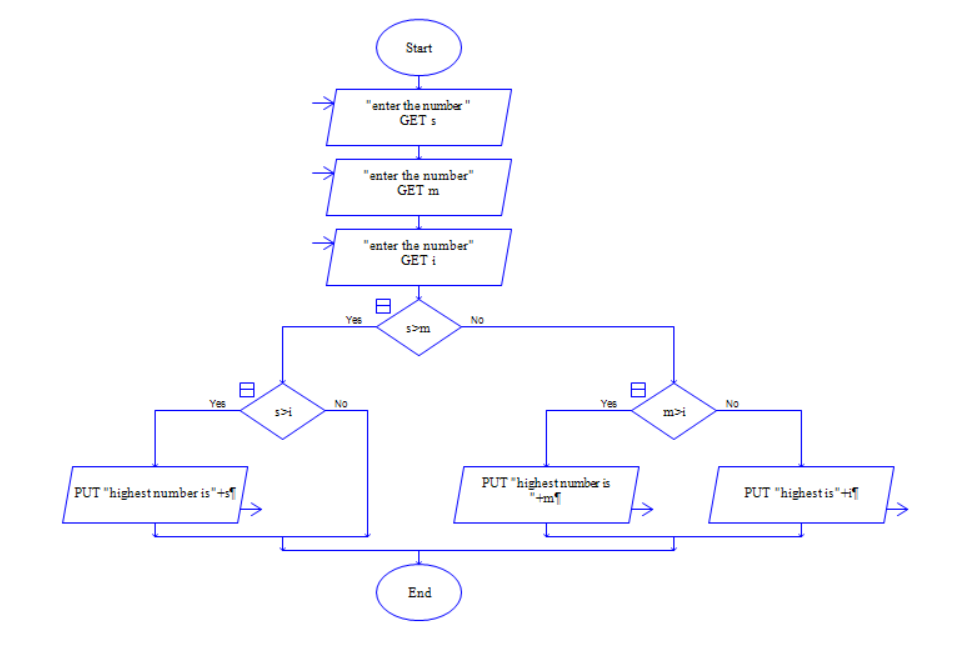 Start
"enter the number"
GET s
"enter the number"
GET m
"enter the number"
GET i
Yes
s>m
No
Yes
s>i
No
Yes
m>i
No
PUT "highest number is"+s¶
PUT "highest number is
"+m¶
PUT "highest is"+i¶
End